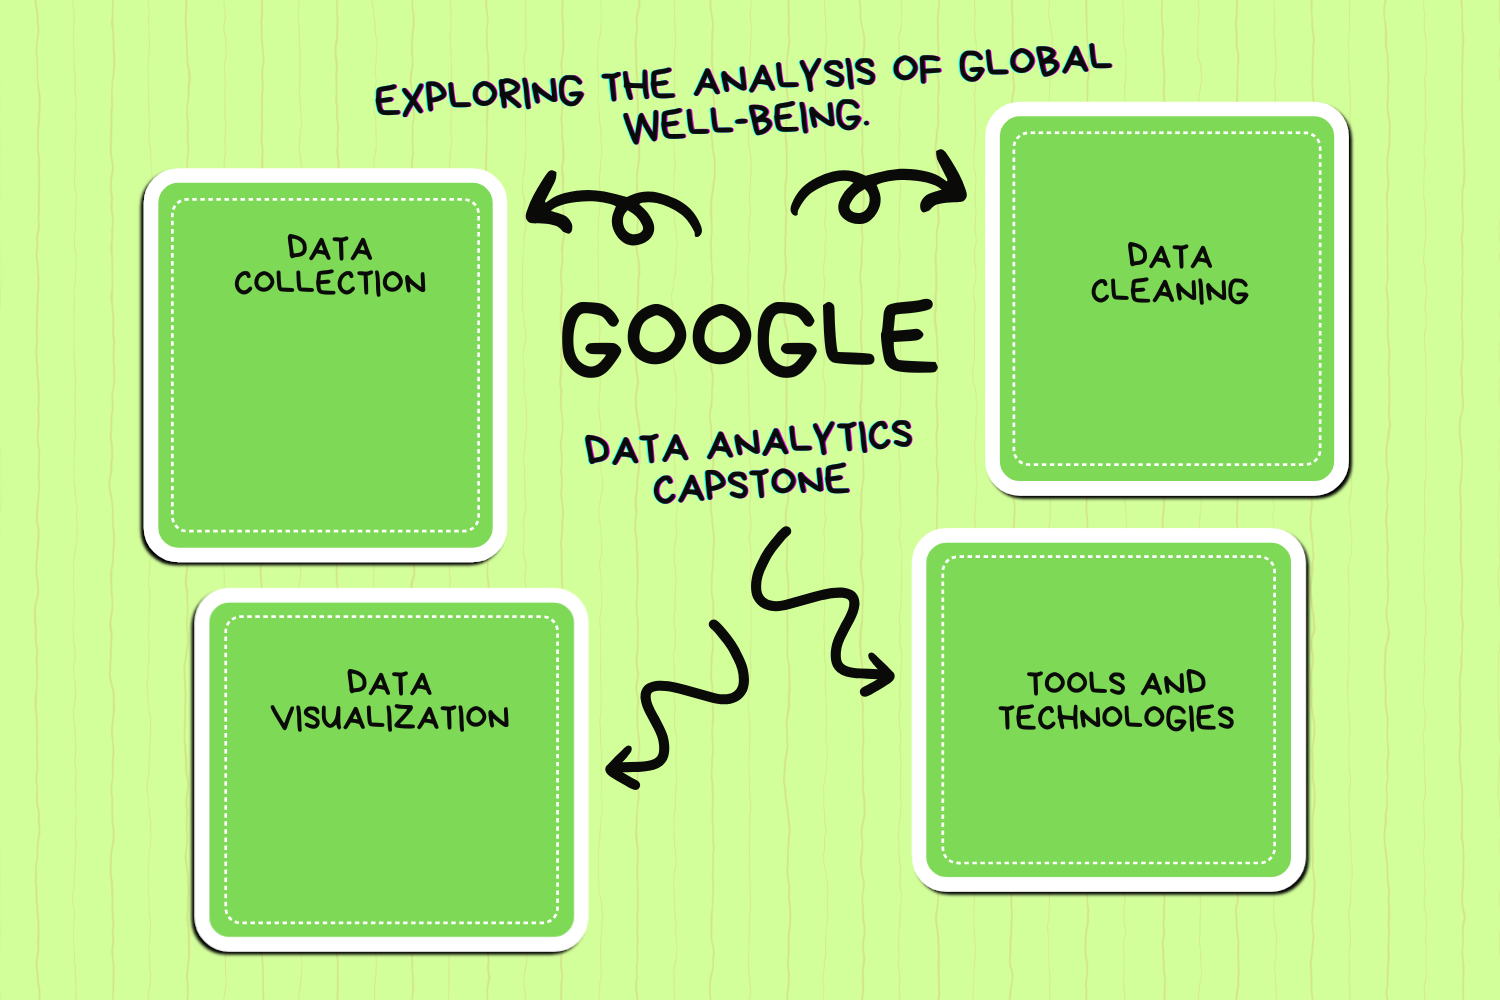 EXPLORING THE ANALYSIS OF GLOBAL
WELL-BEING.
DATA
COLLECTION
DATA
CLEANING
GOOGLE
DATA ANALYTICS
CAPSTONE
DATA
VISUALIZATION
TOOLS AND
TECHNOLOGIES